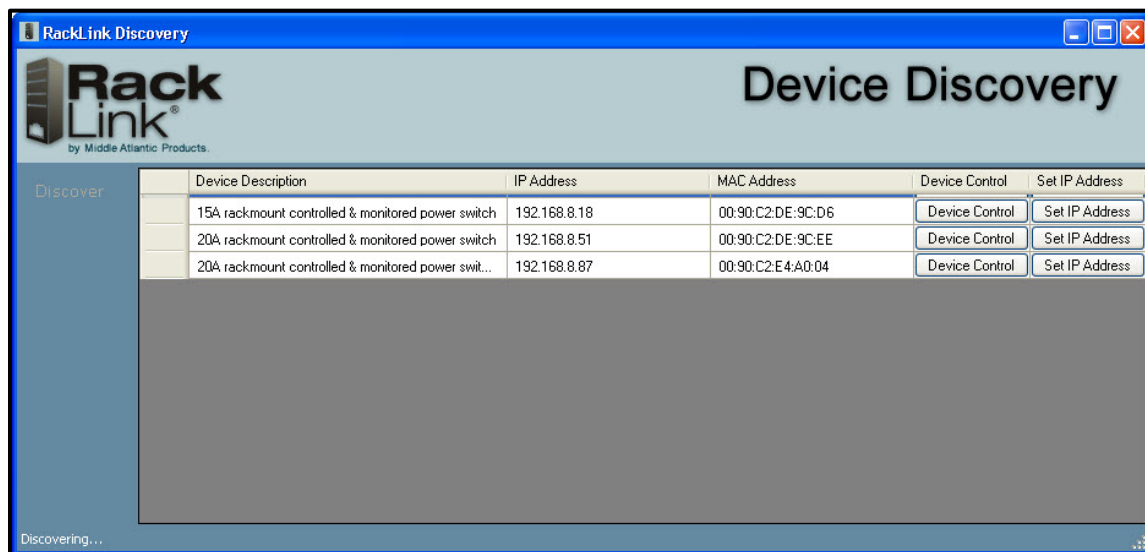 RackLink Discovery
Rack
Link®
by Middle Atlantic Products.
Device Discovery
Discover
Device Description IP Address MAC Address Device Control Set IP Address
15A rackmount controlled & monitored power switch 192.168.8.18 00:90:C2:DE:9C:D6 Device Control Set IP Address
20A rackmount controlled & monitored power switch 192.168.8.51 00:90:C2:DE:9C:EE Device Control Set IP Address
20A rackmount controlled & monitored power swit... 192.168.8.87 00:90:C2:E4:A0:04 Device Control Set IP Address
Discovering...